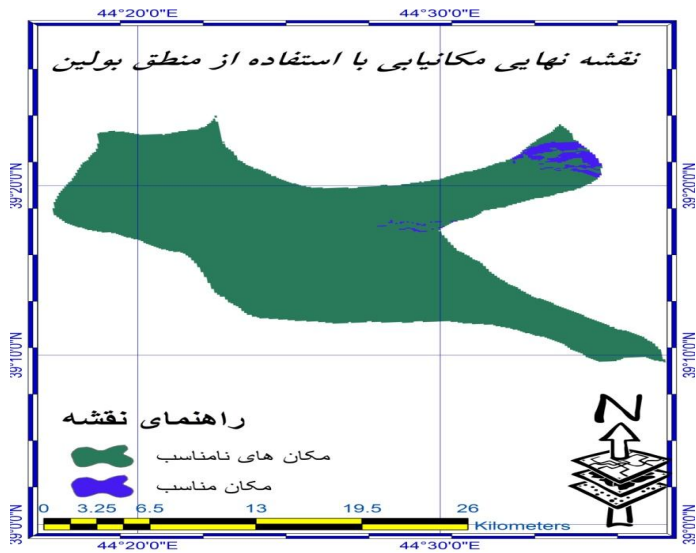 44°20'0"E 44°30'0"E
نقشه نهایی مکانیابی با استفاده از منطق بولین
39°20'0"N 39°20'0"N
39°10'0"N 39°10'0"N
راهنمای نقشه
مکان های نامناسب
مکان مناسب
N
0 3.25 6.5 13 19.5 26
Kilometers
39°0'0"N 39°0'0"N
44°20'0"E 44°30'0"E